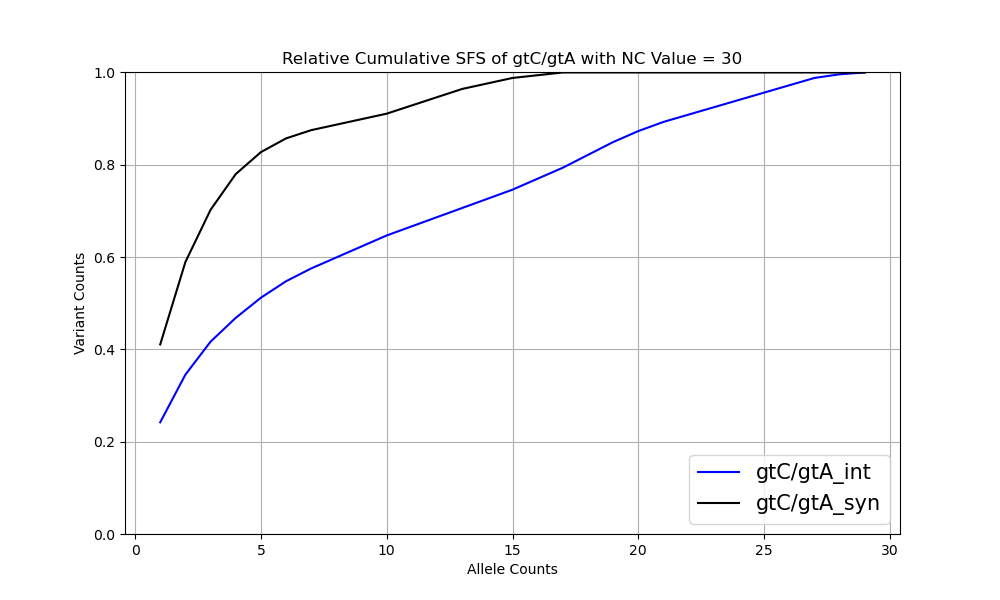 Relative Cumulative SFS of gtC/gtA with NC Value = 30
1.0
0.8
0.6
0.4
0.2
0.0
Variant Counts
0 5 10 15 20 25 30
Allele Counts
gtC/gtA_int
gtC/gtA_syn